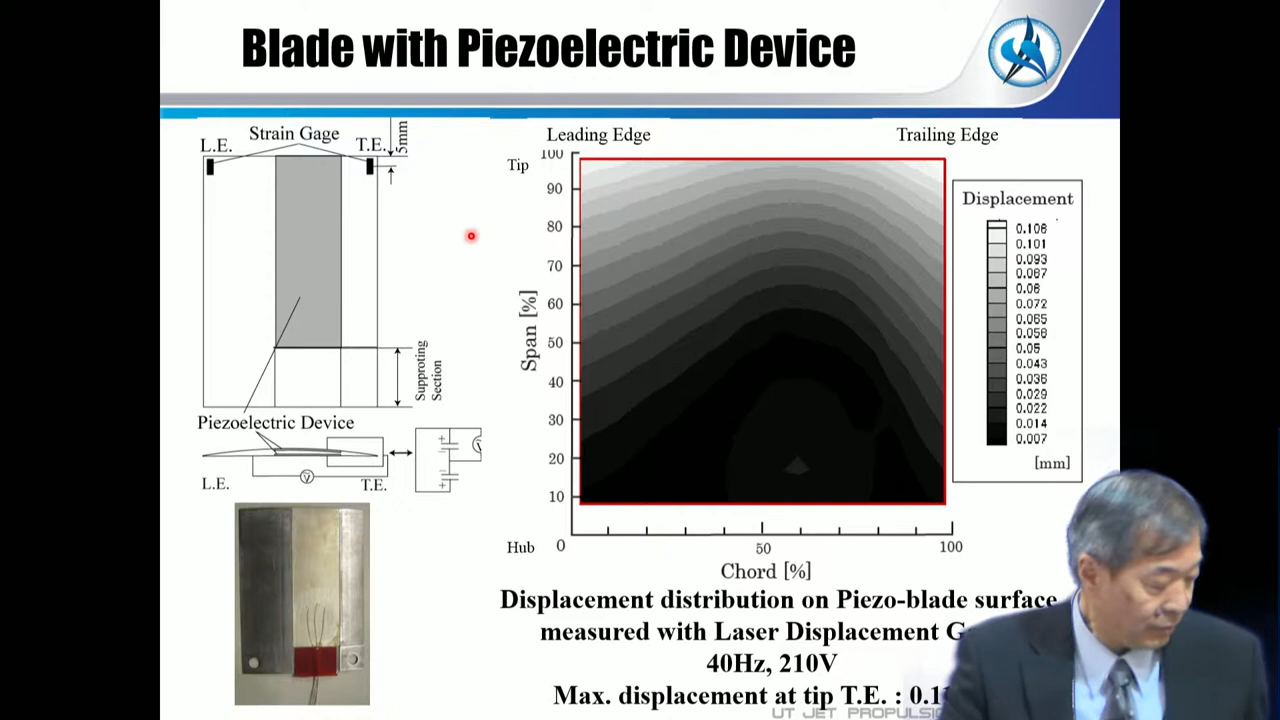 Blade with Piezoelectric Device
L.E.
Strain Gage
T.E.
5mm
Supproting
Section
Piezoelectric Device
L.E.
V
T.E.
Leading Edge
Trailing Edge
Tip
100
90
80
70
60
50
40
30
20
10
Span [%]
Hub
0
50
100
Chord [%]
Displacement
0.108
0.101
0.093
0.087
0.08
0.072
0.065
0.058
0.05
0.043
0.036
0.029
0.022
0.014
0.007
[mm]
Displacement distribution on Piezo-blade surface
measured with Laser Displacement
40Hz, 210V
Max. displacement at tip T.E. :
UT JET